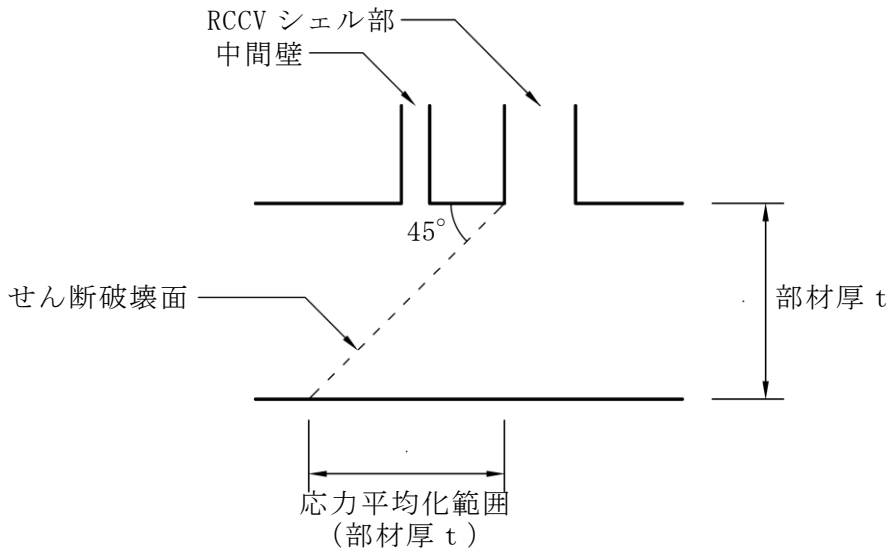 RCCV シェル部
中間壁
45°
せん断破壊面
部材厚 t
応力平均化範囲
（部材厚 t ）